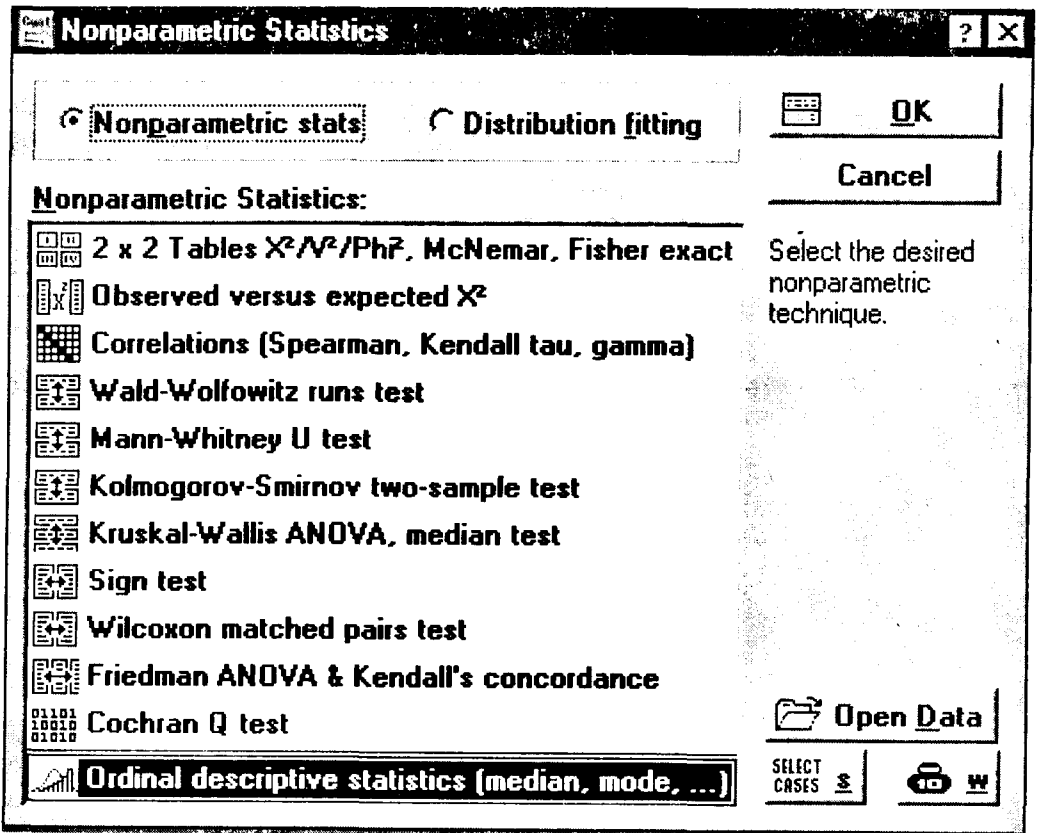 Nonparametric Statistics
? X
Nonparametric stats
Distribution fitting
OK
Cancel
Nonparametric Statistics:
2 x 2 Tables X²/V²/Phi², McNemar, Fisher exact
Observed versus expected X²
Correlations (Spearman, Kendall tau, gamma)
Wald-Wolfowitz runs test
Mann-Whitney U test
Kolmogorov-Smirnov two-sample test
Kruskal-Wallis ANOVA, median test
Sign test
Wilcoxon matched pairs test
Friedman ANOVA & Kendall's concordance
Cochran Q test
Ordinal descriptive statistics (median, mode, ...)
Select the desired
nonparametric
technique.
Open Data
SELECT
CASES S
W